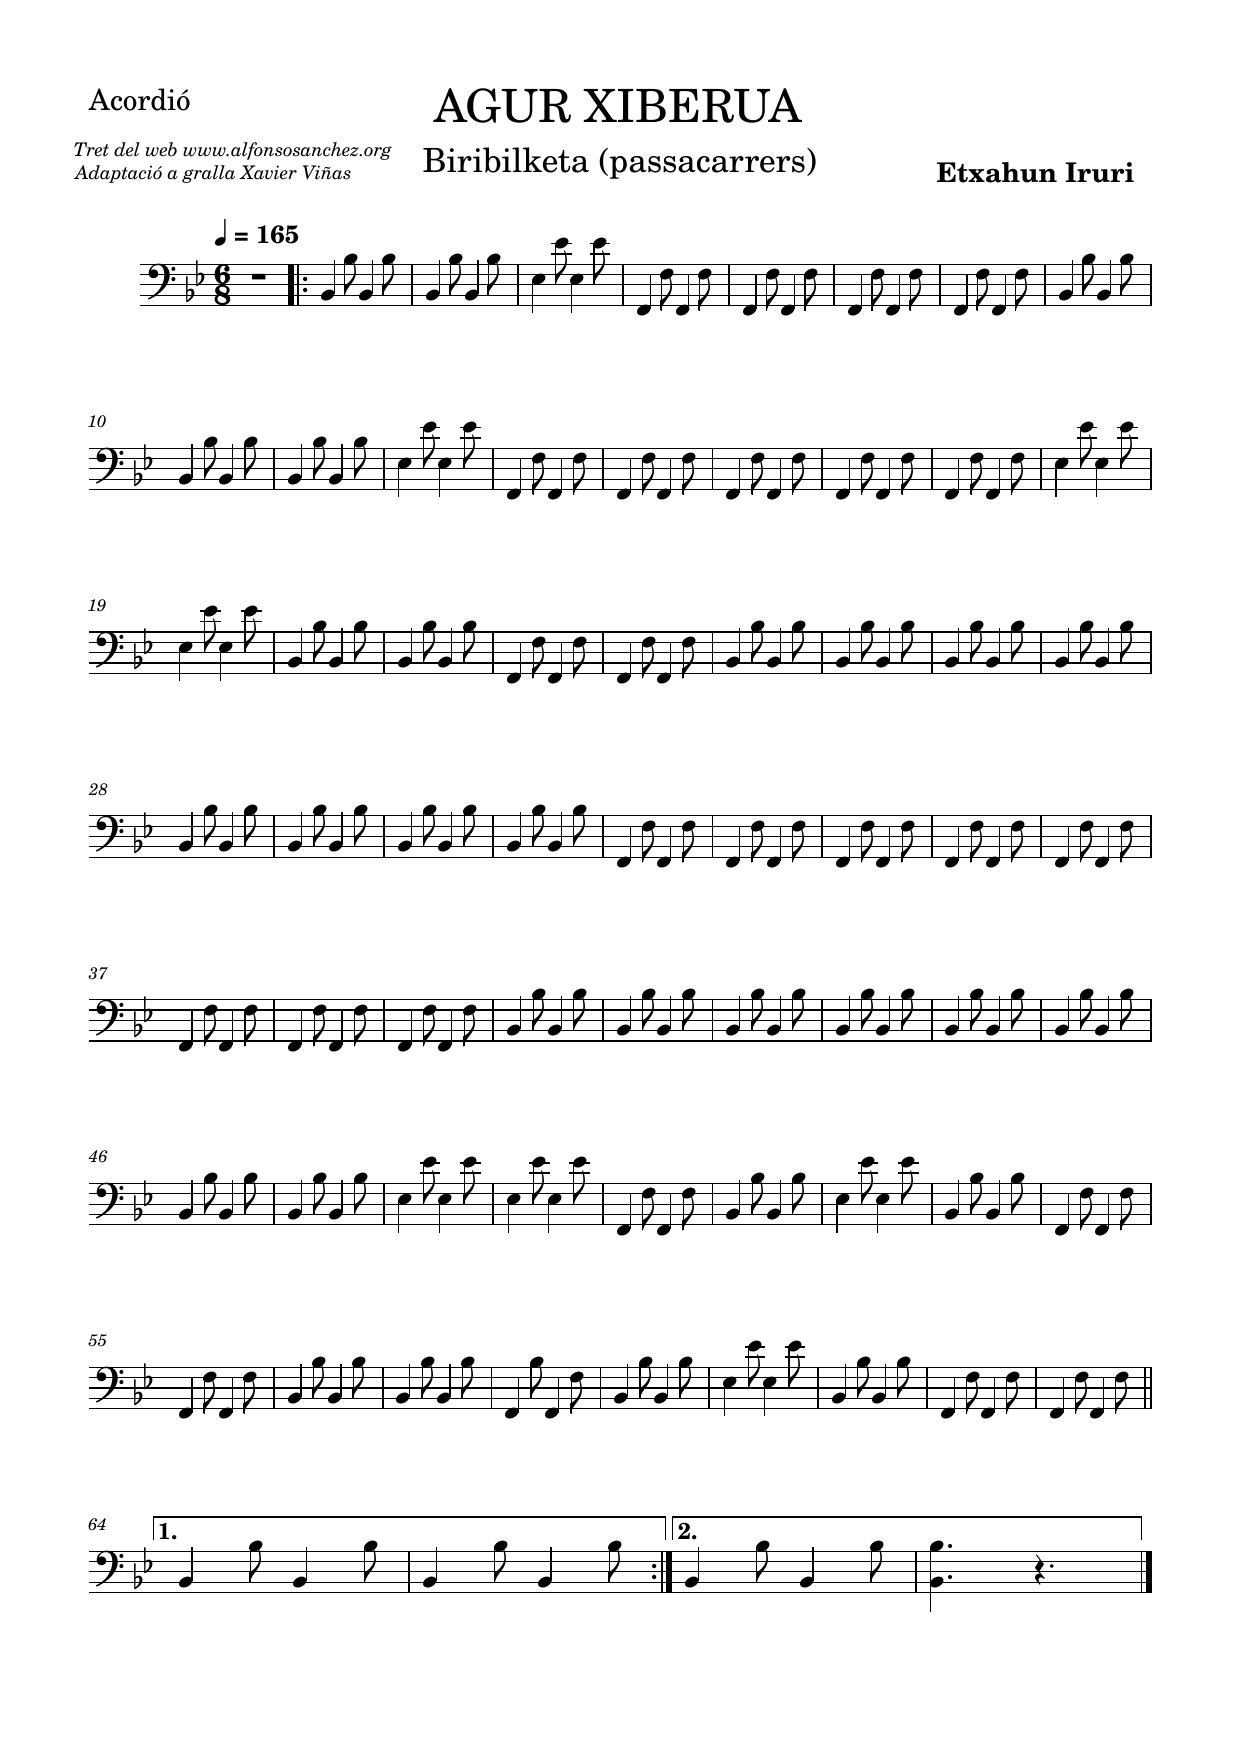 Acordió
AGUR XIBERUA
Tret del web www.alfonsosanchez.org
Adaptació a gralla Xavier Viñas
Biribilketa (passacarrers)
Etxahun Iruri
= 165
6
8
10
19
28
37
46
55
64
1.
2.